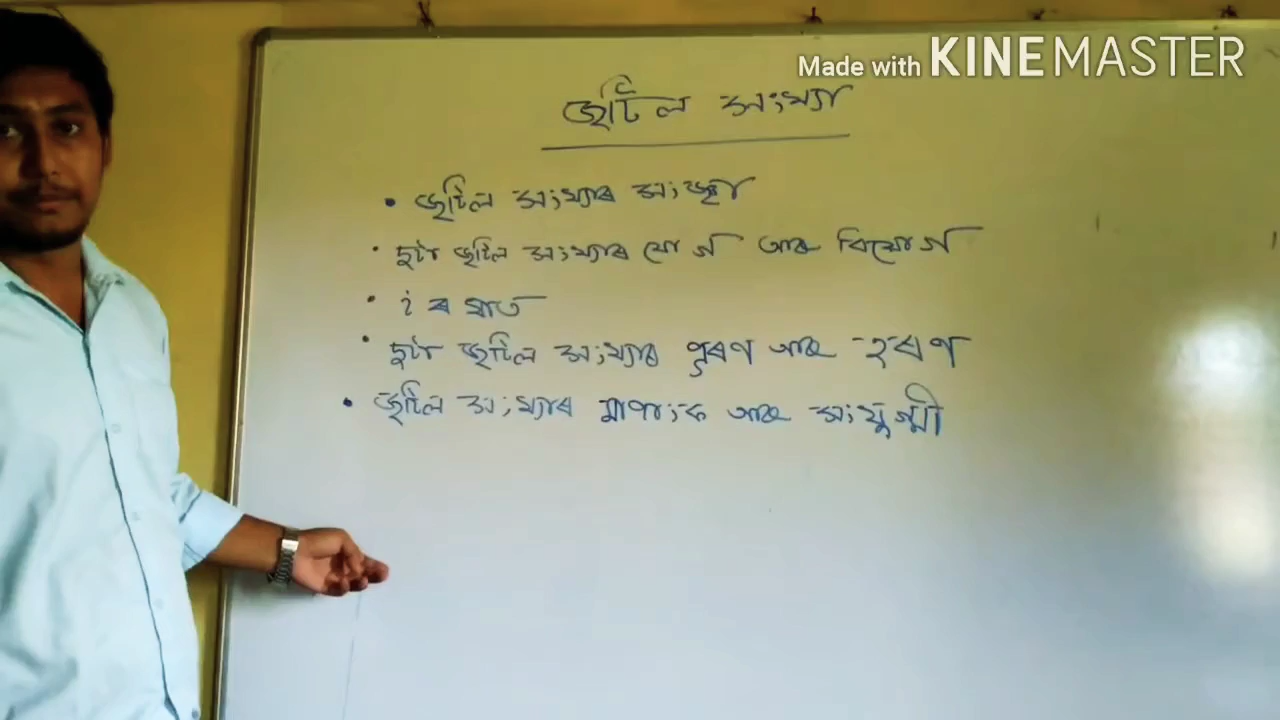 Made with KINEMASTER
জটিল সংখ্যা
• জটিল সংখ্যাৰ সংজ্ঞা
• দুটা জটিল সংখ্যাৰ যোগ আৰু বিয়োগ
• i ৰ ঘাত
• দুটা জটিল সংখ্যাৰ পূৰণ আৰু হৰণ
• জটিল সংখ্যাৰ মাপাংক আৰু সংযুগ্মী